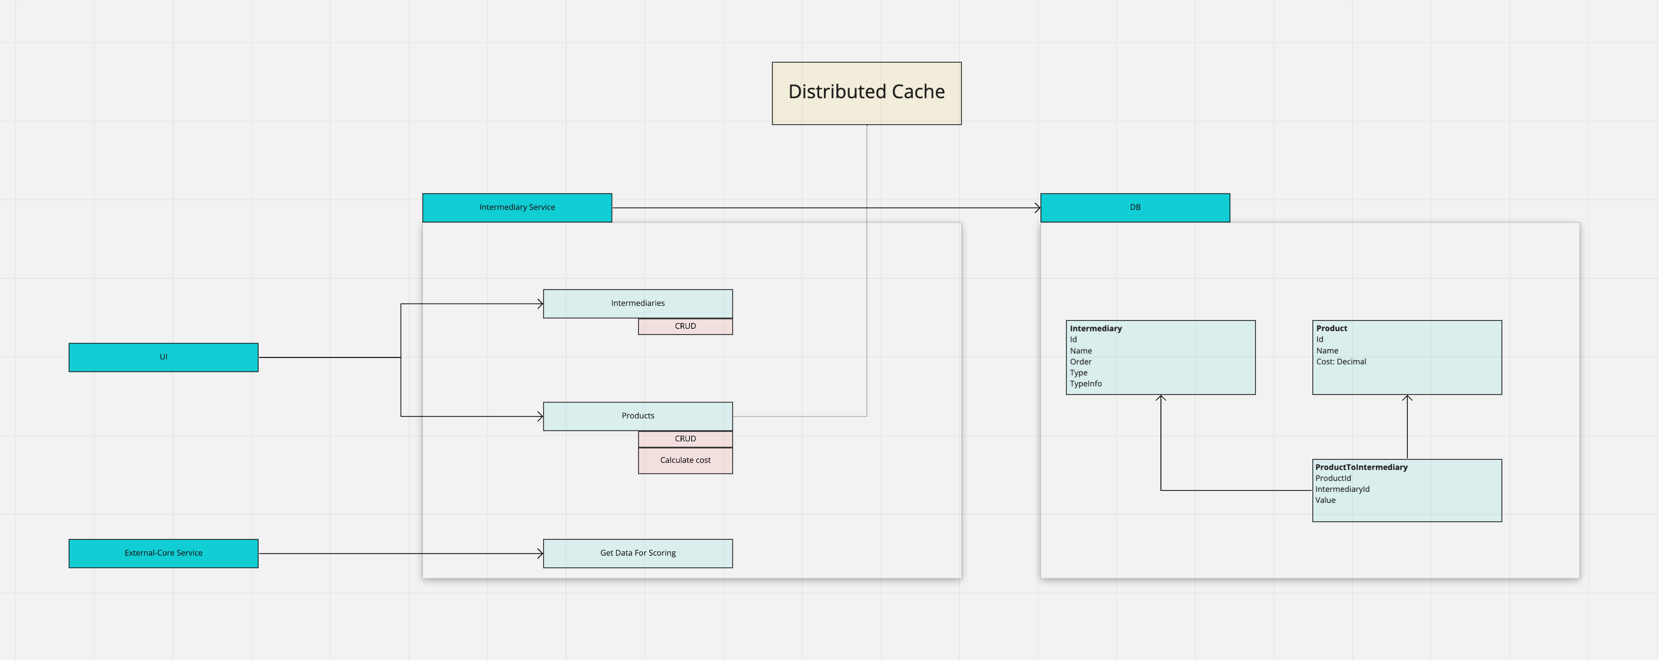 Distributed Cache
Intermediary Service
DB
Intermediaries
CRUD
UI
Products
CRUD
Calculate cost
External-Core Service
Get Data For Scoring
Intermediary
Id
Name
Order
Type
TypeInfo
Product
Id
Name
Cost: Decimal
ProductToIntermediary
ProductId
IntermediaryId
Value